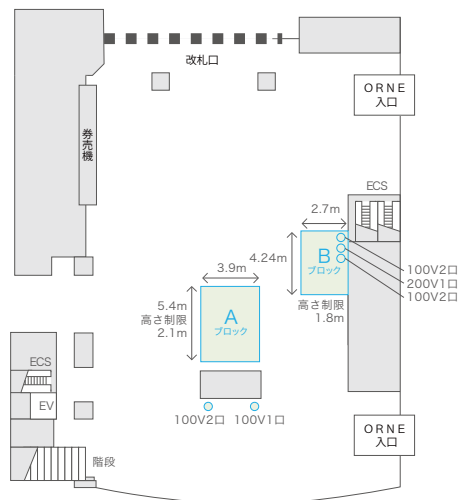 改札口
ORNE
入口
券売機
ECS
2.7m
4.24m
B
ブロック
100V2口
200V1口
100V2口
高さ制限
1.8m
3.9m
5.4m
高さ制限
2.1m
A
ブロック
ECS
EV
100V2口 100V1口
ORNE
入口
階段